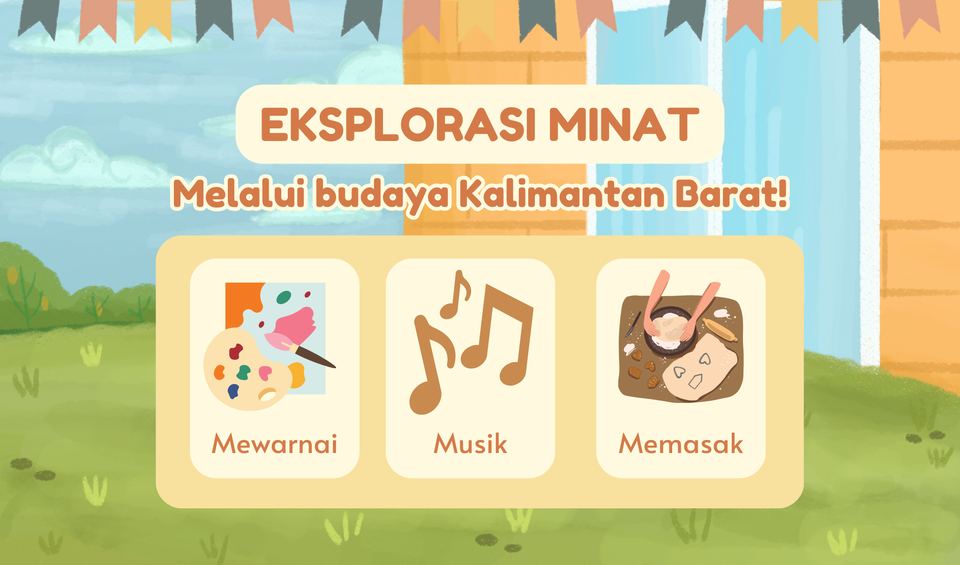 EKSPLORASI MINAT
Melalui budaya Kalimantan Barat!
Mewarnai
Musik
Memasak